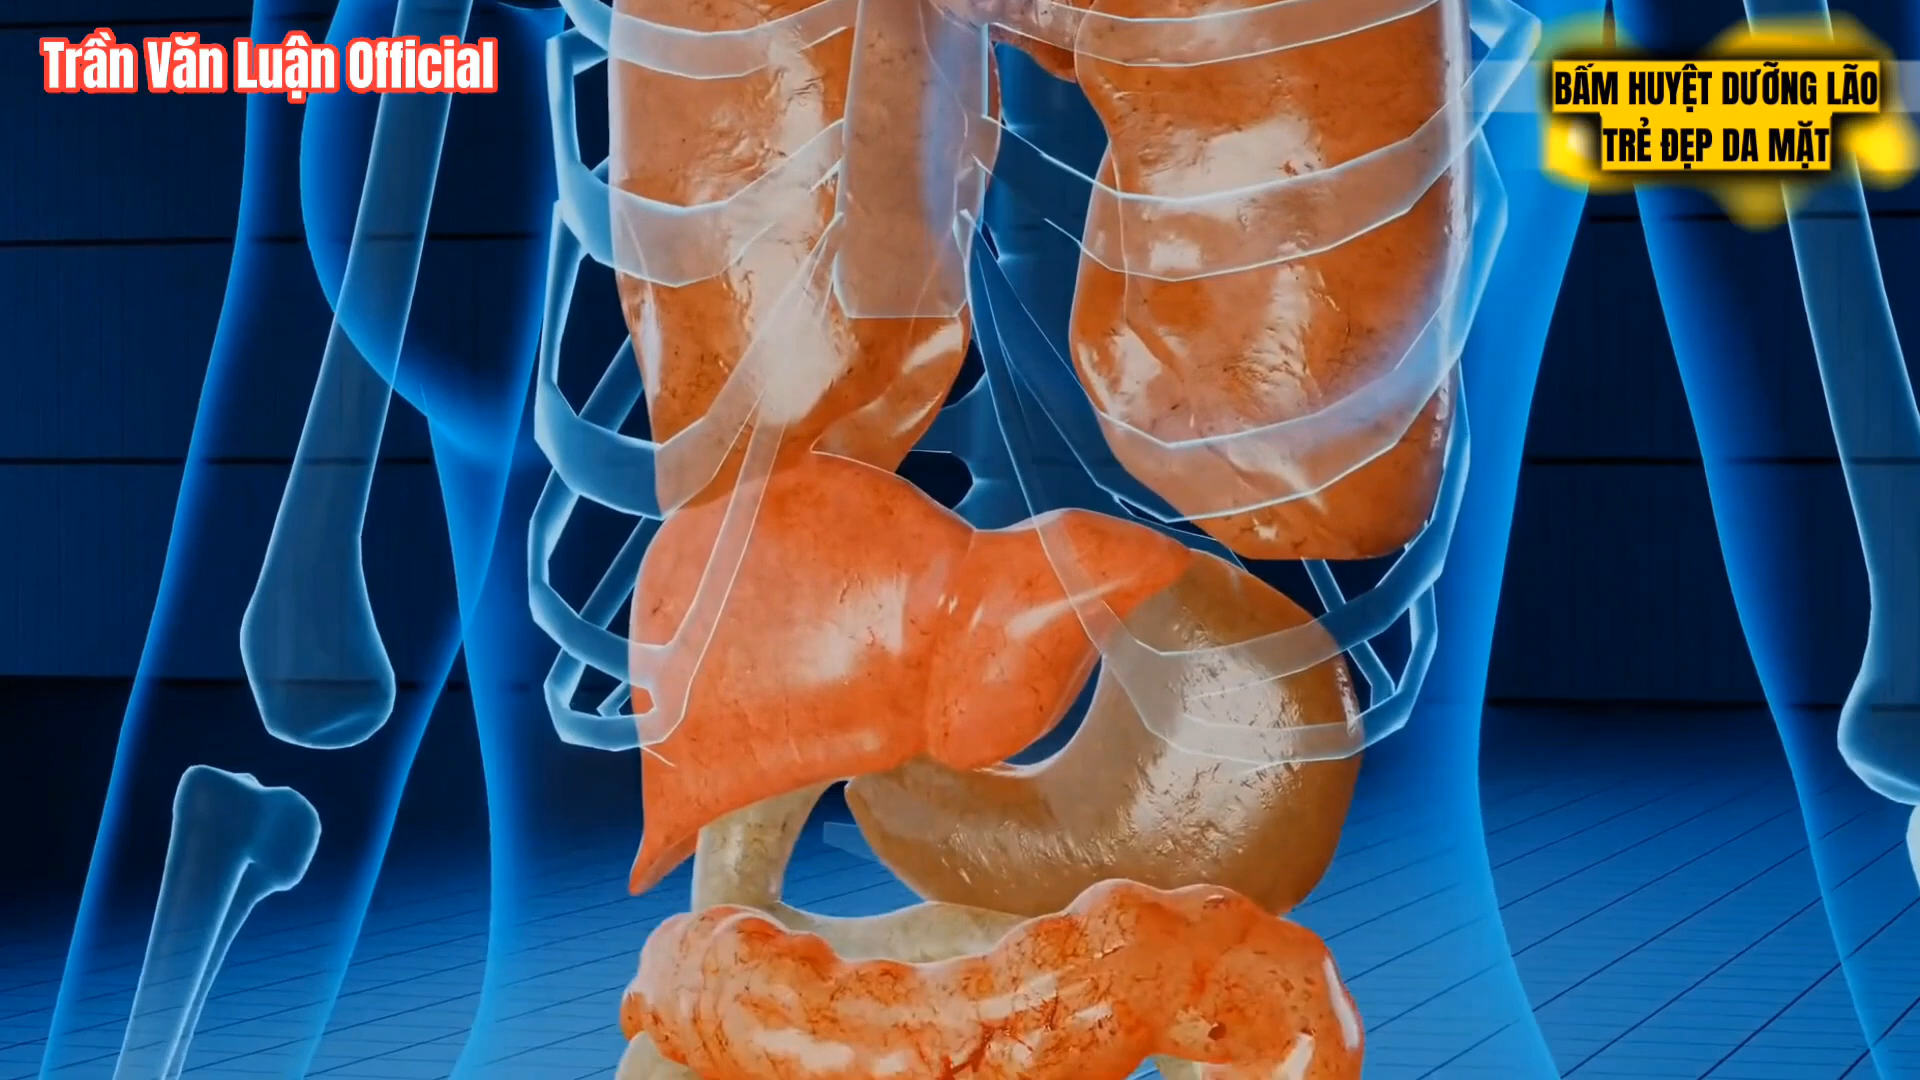 Trần Văn Luận Official
BẤM HUYỆT DƯỠNG LÃO
TRẺ ĐẸP DA MẶT